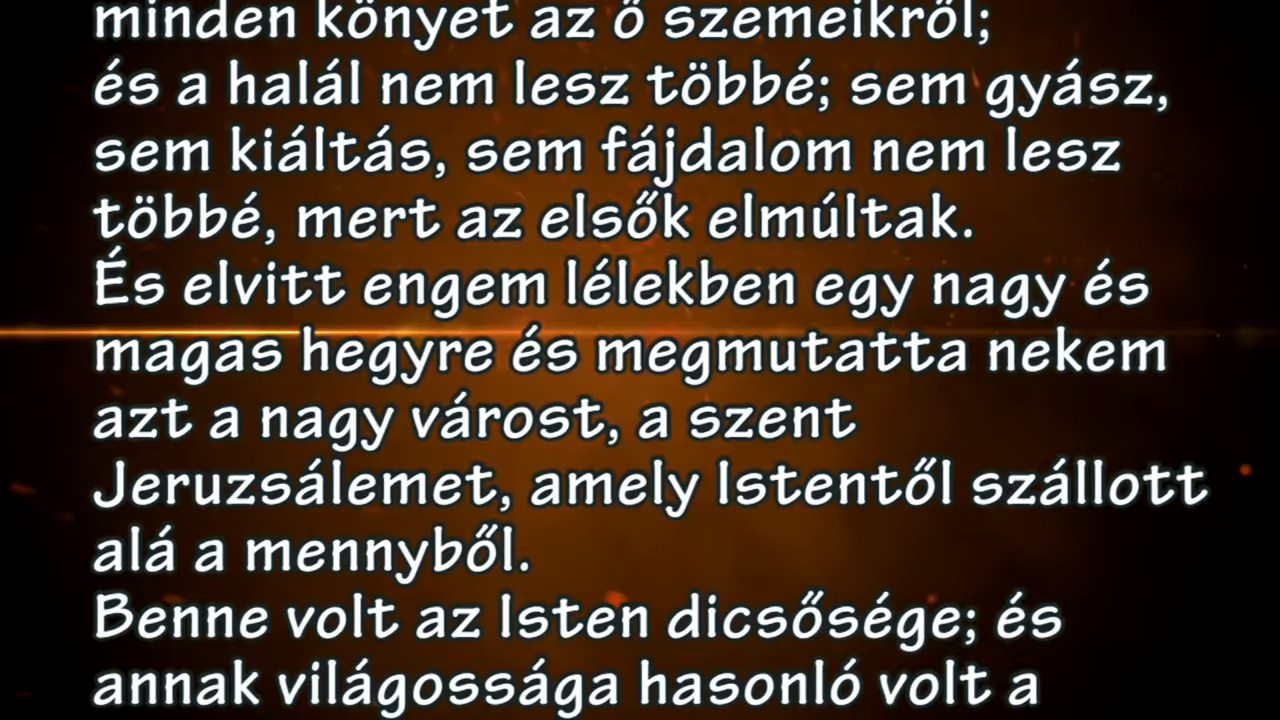 minden könyet az ő szemeikről;
és a halál nem lesz többé; sem gyász,
sem kiáltás, sem fájdalom nem lesz
többé, mert az elsők elmúltak.
És elvitt engem lélekben egy nagy és
magas hegyre és megmutatta nekem
azt a nagy várost, a szent
Jeruzsálemet, amely Istentől szállott
alá a mennyből.
Benne volt az Isten dicsősége; és
annak világossága hasonló volt a